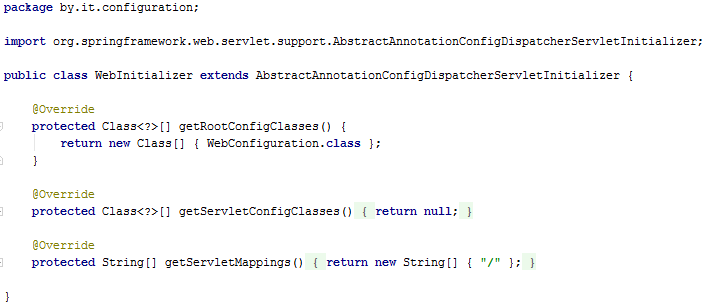 package by.it.configuration;
import org.springframework.web.servlet.support.AbstractAnnotationConfigDispatcherServletInitializer;
public class WebInitializer extends AbstractAnnotationConfigDispatcherServletInitializer {
@Override
protected Class<?>[] getRootConfigClasses() {
return new Class[] { WebConfiguration.class };
}
@Override
protected Class<?>[] getServletConfigClasses() { return null; }
@Override
protected String[] getServletMappings() { return new String[] { "/" }; }
}